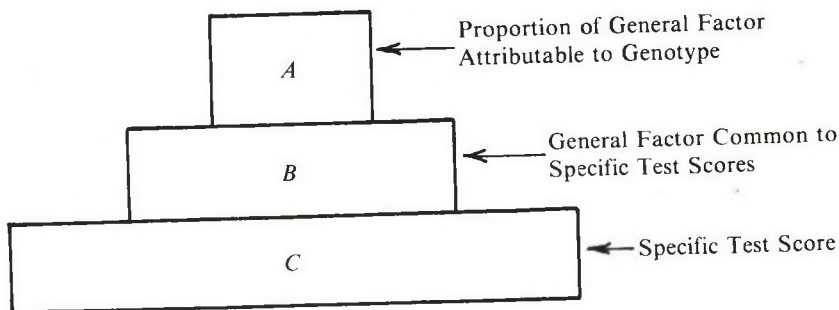 Proportion of General Factor
Attributable to Genotype
A
General Factor Common to
Specific Test Scores
B
Specific Test Score
C